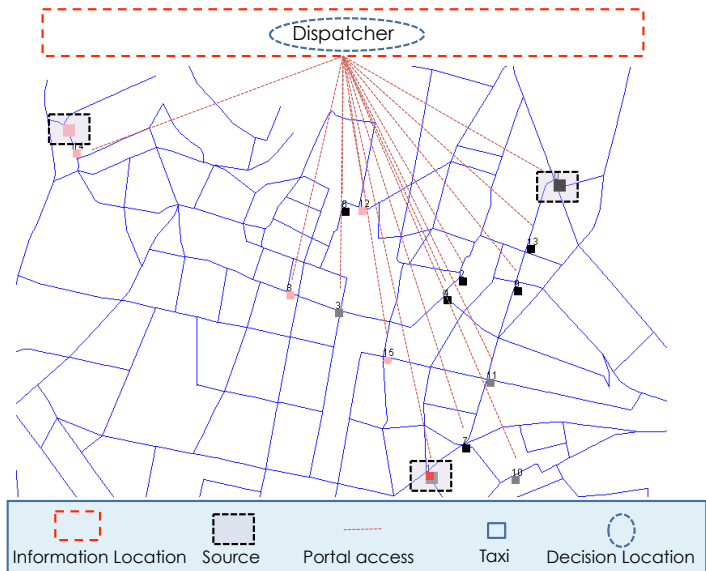 Dispatcher
14
6
12
13
2
8
4
9
3
15
11
7
1
10
Information Location
Source
Portal access
Taxi
Decision Location